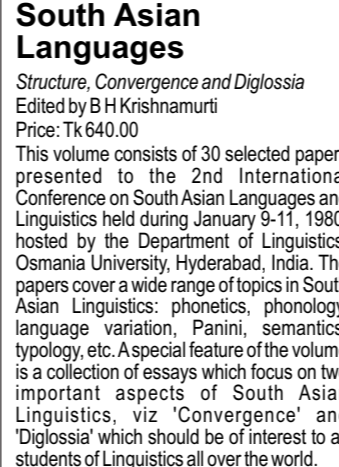 South Asian
Languages
Structure, Convergence and Diglossia
Edited by B H Krishnamurti
Price: Tk 640.00
This volume consists of 30 selected paper
presented to the 2nd Internationa
Conference on South Asian Languages an
Linguistics held during January 9-11, 1980
hosted by the Department of Linguistics
Osmania University, Hyderabad, India. Th
papers cover a wide range of topics in Sout
Asian Linguistics: phonetics, phonology
language variation, Panini, semantics
typology, etc. A special feature of the volum
is a collection of essays which focus on tw
important aspects of South Asia
Linguistics, viz 'Convergence' an
'Diglossia' which should be of interest to a
students of Linguistics all over the world.